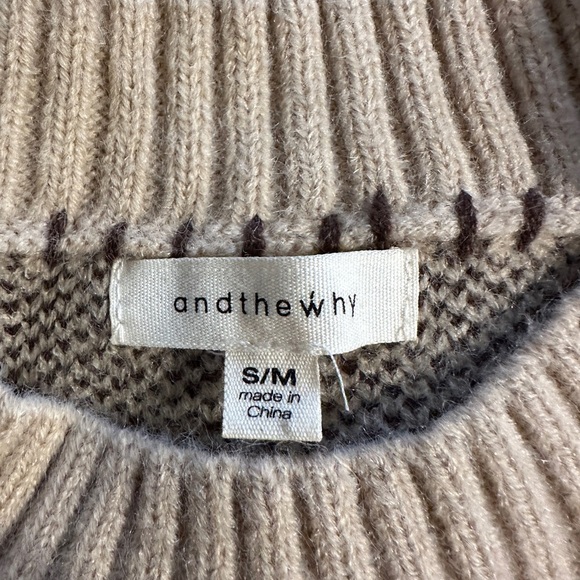 andthewhy
S/M
made in
China